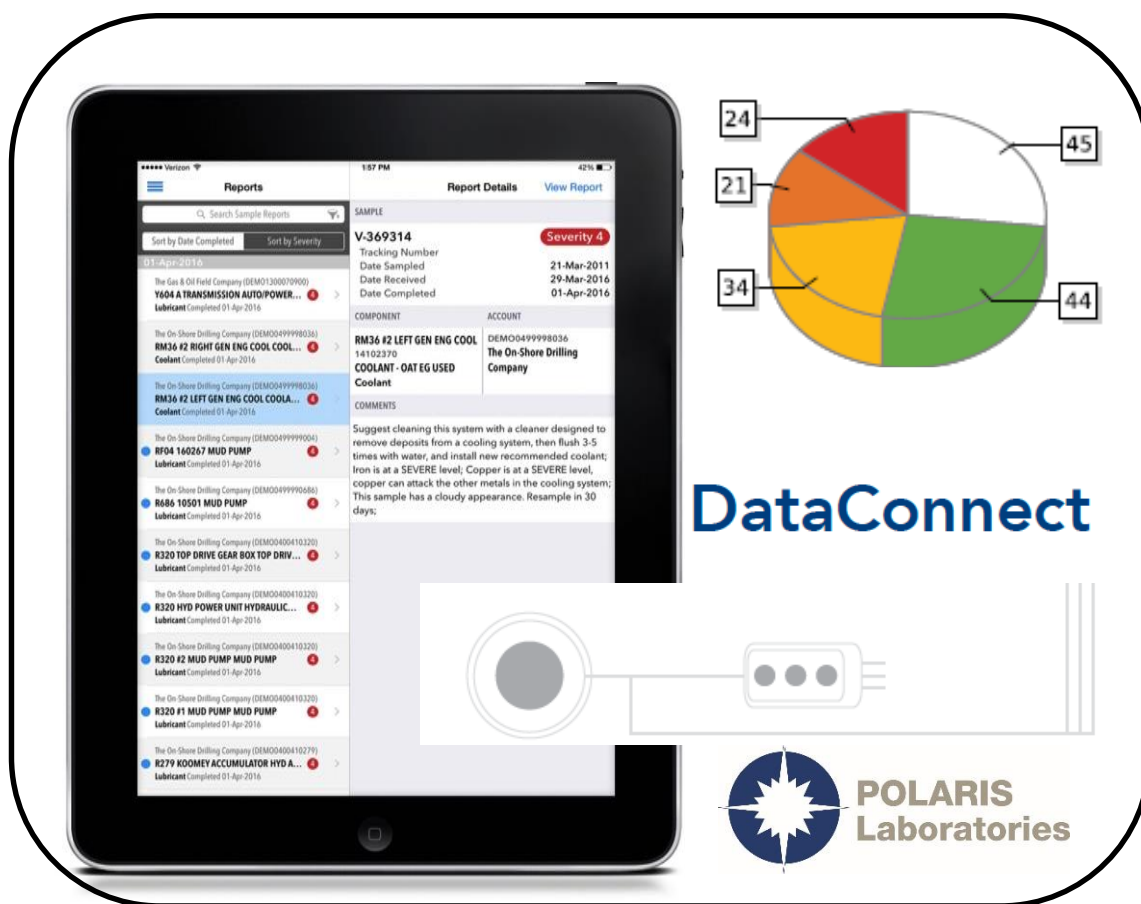 Verizon
1:57 PM
42%
Reports
Search Sample Reports
Sort by Date Completed
Sort by Severity
01-Apr-2016
The Gas & Oil Field Company (DEMO1300070900)
Y604 A TRANSMISSION AUTO/POWER... 4
Lubricant Completed 01-Apr-2016
The On-Shore Drilling Company (DEMO0499998036)
RM36 #2 RIGHT GEN ENG COOL COOL... 4
Coolant Completed 01-Apr-2016
The On-Shore Drilling Company (DEMO0499998036)
RM36 #2 LEFT GEN ENG COOL COOLA... 4
Coolant Completed 01-Apr-2016
The On-Shore Drilling Company (DEMO0499999004)
RF04 160267 MUD PUMP 4
Lubricant Completed 01-Apr-2016
The On-Shore Drilling Company (DEMO0499990686)
R686 10501 MUD PUMP 4
Lubricant Completed 01-Apr-2016
The On-Shore Drilling Company (DEMO0400410320)
R320 TOP DRIVE GEAR BOX TOP DRIV... 4
Lubricant Completed 01-Apr-2016
The On-Shore Drilling Company (DEMO0400410320)
R320 HYD POWER UNIT HYDRAULIC... 4
Lubricant Completed 01-Apr-2016
The On-Shore Drilling Company (DEMO0400410320)
R320 #2 MUD PUMP MUD PUMP 4
Lubricant Completed 01-Apr-2016
The On-Shore Drilling Company (DEMO0400410320)
R320 #1 MUD PUMP MUD PUMP 4
Lubricant Completed 01-Apr-2016
The On-Shore Drilling Company (DEMO0400410279)
R279 KOOMEY ACCUMULATOR HYD A... 4
Lubricant Completed 01-Apr-2016
Report Details
View Report
SAMPLE
V-369314
Severity 4
Tracking Number
Date Sampled 21-Mar-2011
Date Received 29-Mar-2016
Date Completed 01-Apr-2016
COMPONENT
RM36 #2 LEFT GEN ENG COOL
14102370
COOLANT - OAT EG USED
Coolant
ACCOUNT
DEMO0499998036
The On-Shore Drilling
Company
COMMENTS
Suggest cleaning this system with a cleaner designed to
remove deposits from a cooling system, then flush 3-5
times with water, and install new recommended coolant;
Iron is at a SEVERE level; Copper is at a SEVERE level,
copper can attack the other metals in the cooling system;
This sample has a cloudy appearance. Resample in 30
days;
24
45
21
34
44
DataConnect
POLARIS
Laboratories